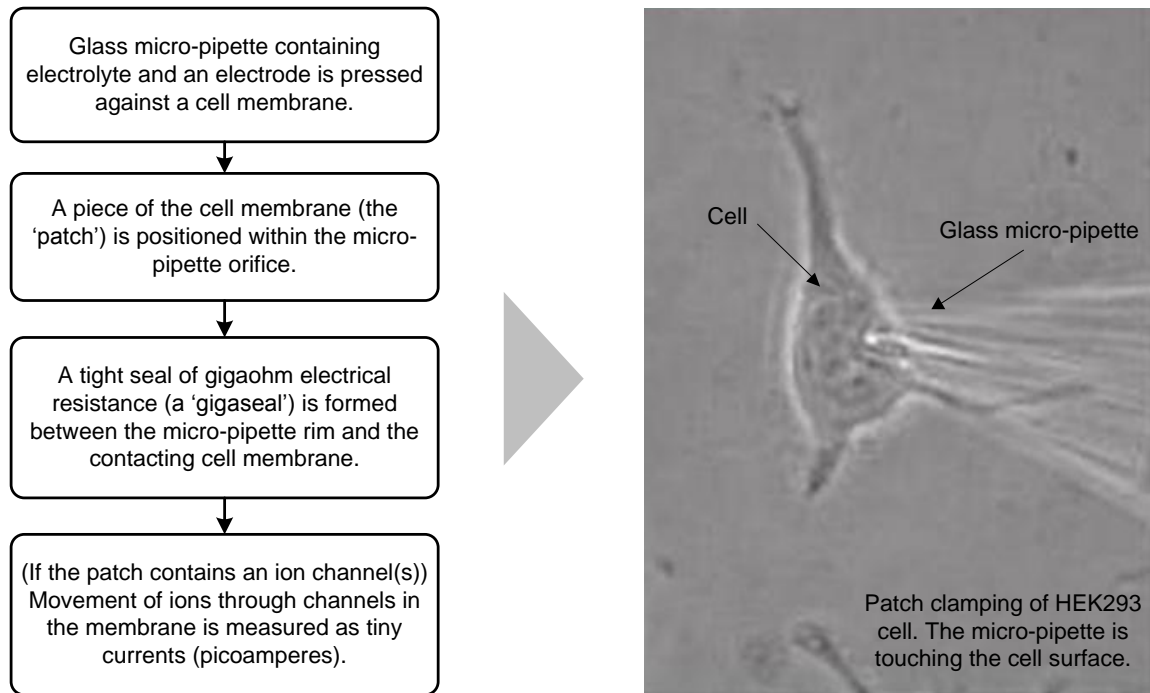 Glass micro-pipette containing
electrolyte and an electrode is pressed
against a cell membrane.
A piece of the cell membrane (the
‘patch’) is positioned within the micro-
pipette orifice.
A tight seal of gigaohm electrical
resistance (a ‘gigaseal’) is formed
between the micro-pipette rim and the
contacting cell membrane.
(If the patch contains an ion channel(s))
Movement of ions through channels in
the membrane is measured as tiny
currents (picoamperes).
Cell
Glass micro-pipette
Patch clamping of HEK293
cell. The micro-pipette is
touching the cell surface.